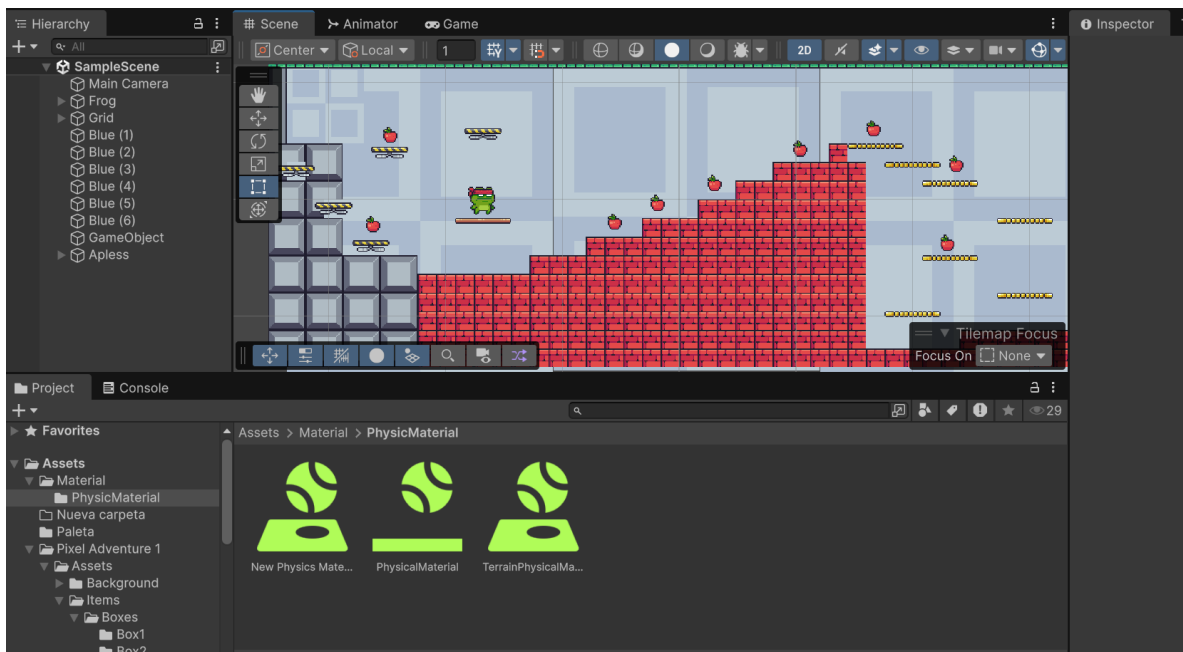 Hierarchy
All
SampleScene
Main Camera
Frog
Grid
Blue (1)
Blue (2)
Blue (3)
Blue (4)
Blue (5)
Blue (6)
GameObject
Apless
Scene
Animator
Game
Center
Local
1
2D
Tilemap Focus
Focus On
None
Inspector
Project
Console
29
Favorites
Assets
Material
PhysicMaterial
Nueva carpeta
Paleta
Pixel Adventure 1
Assets
Background
Items
Boxes
Box1
Box2
Assets > Material > PhysicMaterial
New Physics Mate...
PhysicalMaterial
TerrainPhysicalMa...